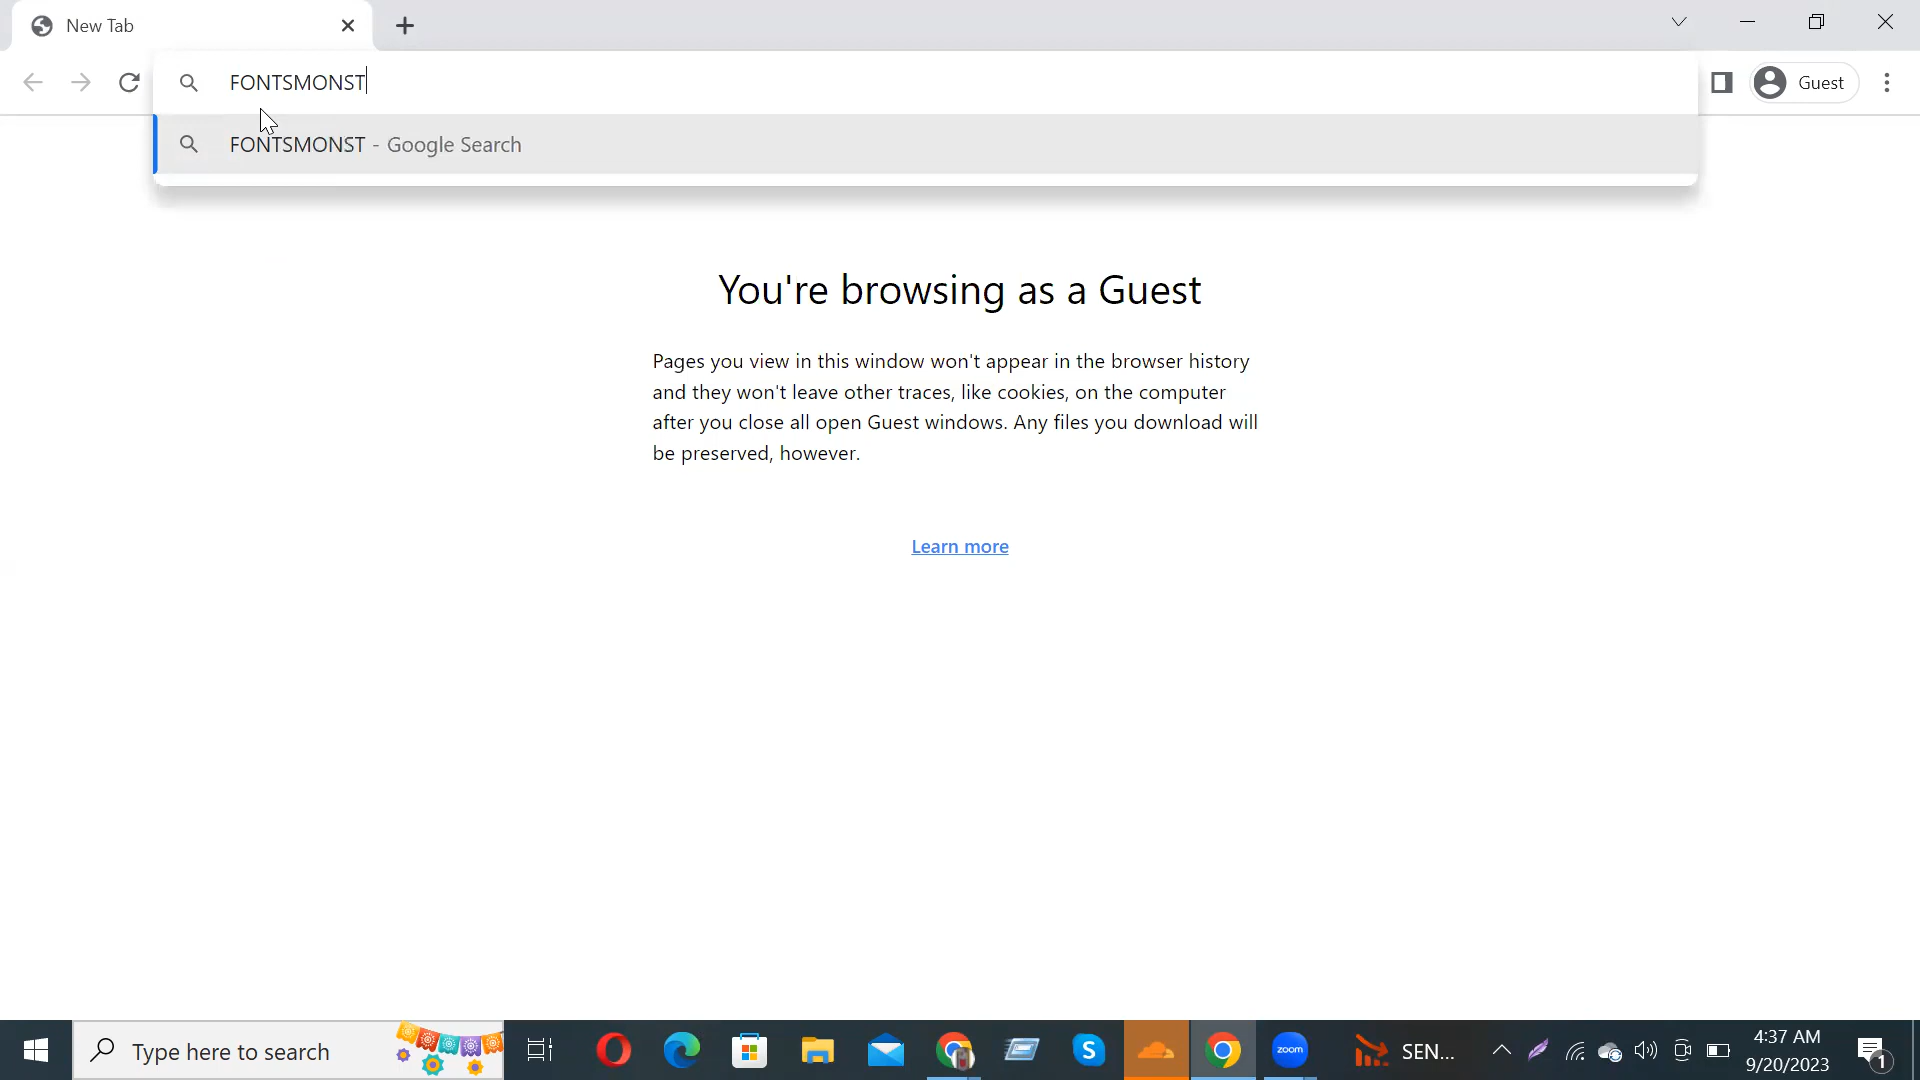 New Tab
FONTSMONST
Guest
FONTSMONST - Google Search
You're browsing as a Guest
Pages you view in this window won't appear in the browser history
and they won't leave other traces, like cookies, on the computer
after you close all open Guest windows. Any files you download will
be preserved, however.
Learn more
Type here to search
S
zoom
SEN...
4:37 AM
9/20/2023
1